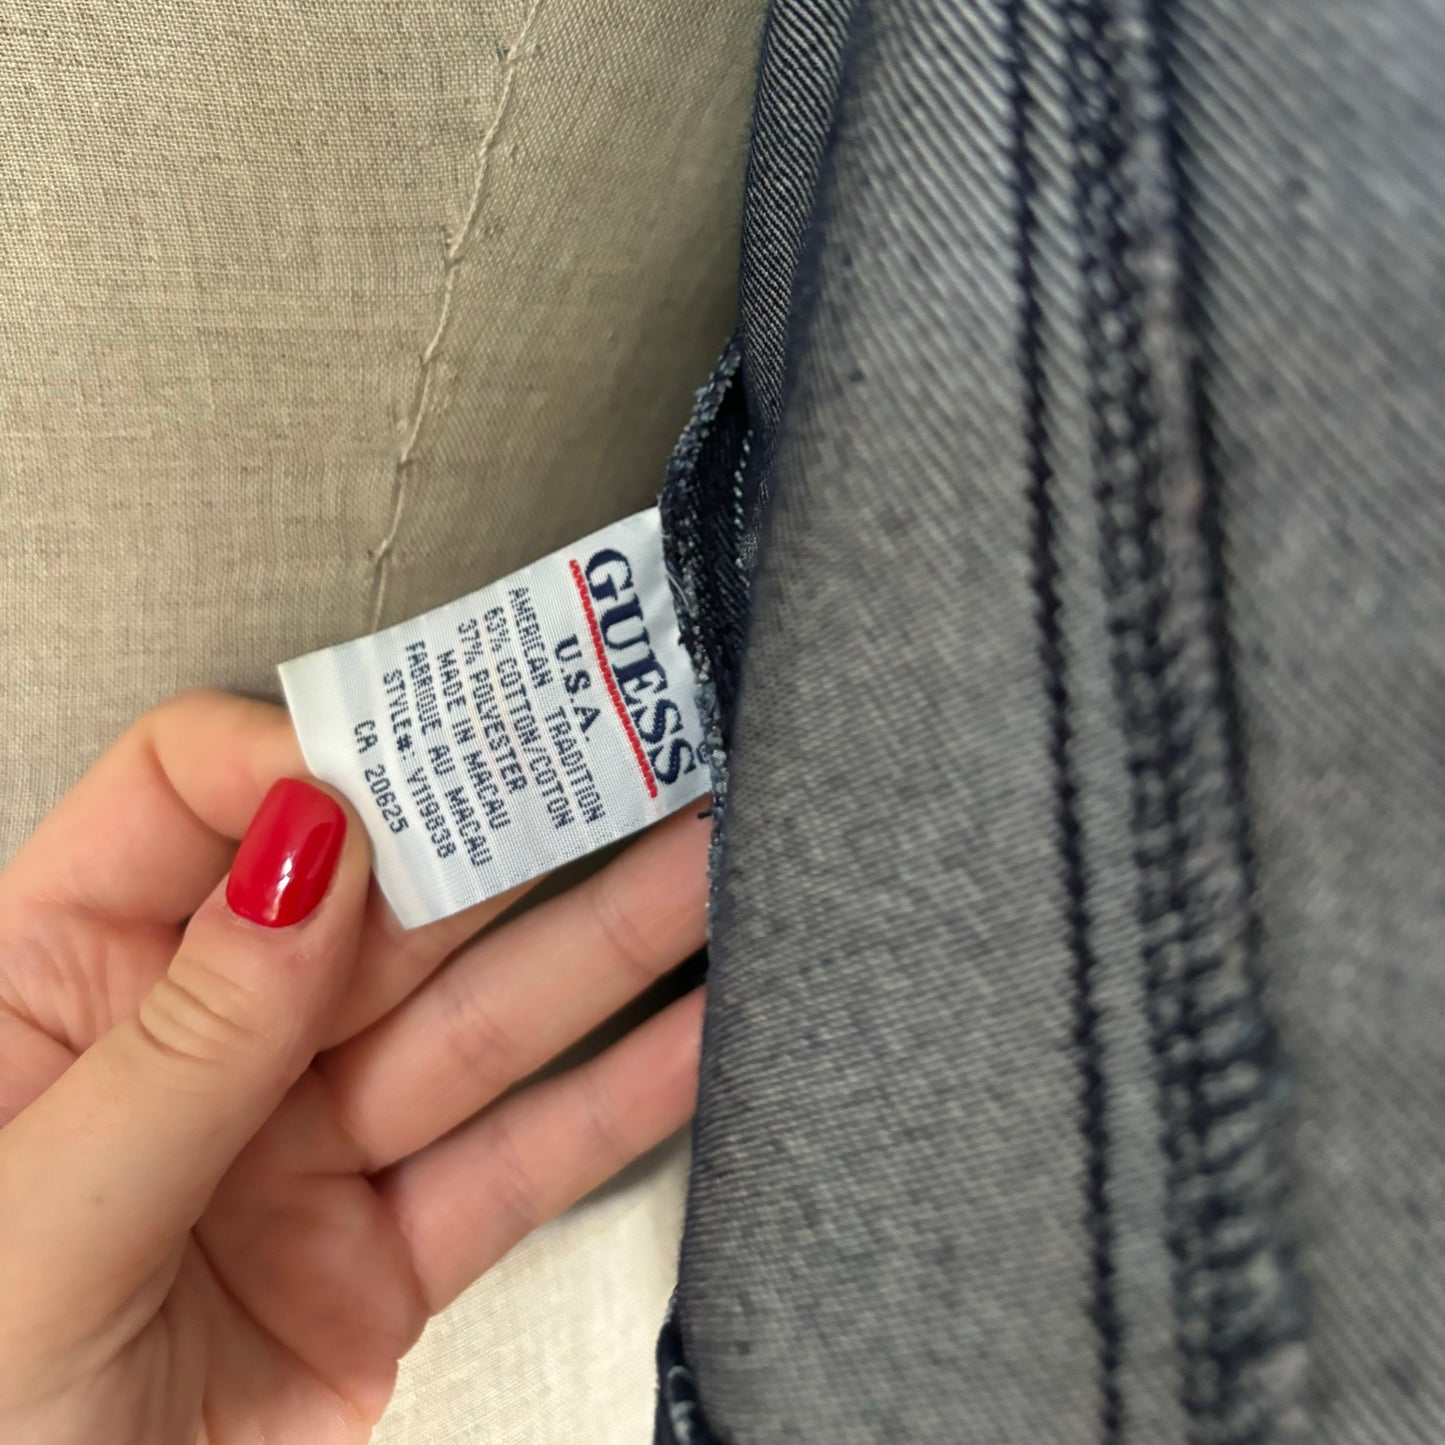 GUESS
U.S.A.
AMERICAN TRADITION
63% COTTON/COTON
37% POLYESTER
MADE IN MACAU
FABRIQUE AU MACAU
STYLE#: Y119838
CA 20625